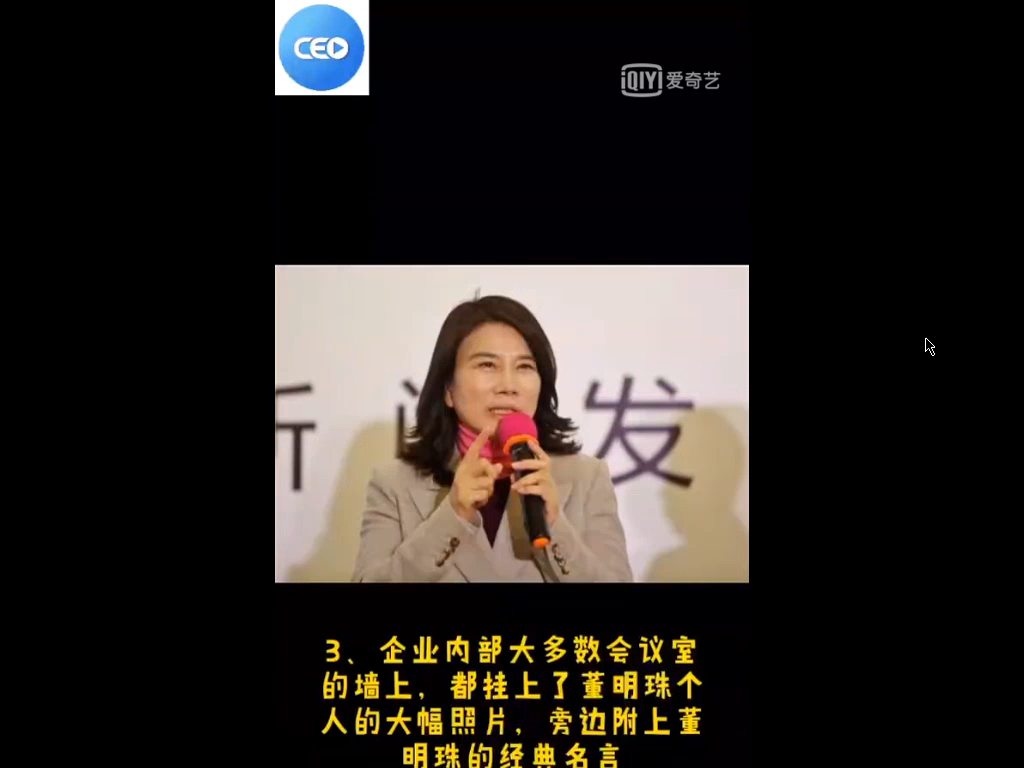 CEO
iQIYI 爱奇艺
新闻发
3、企业内部大多数会议室
的墙上，都挂上了董明珠个
人的大幅照片，旁边附上董
明珠的经典名言